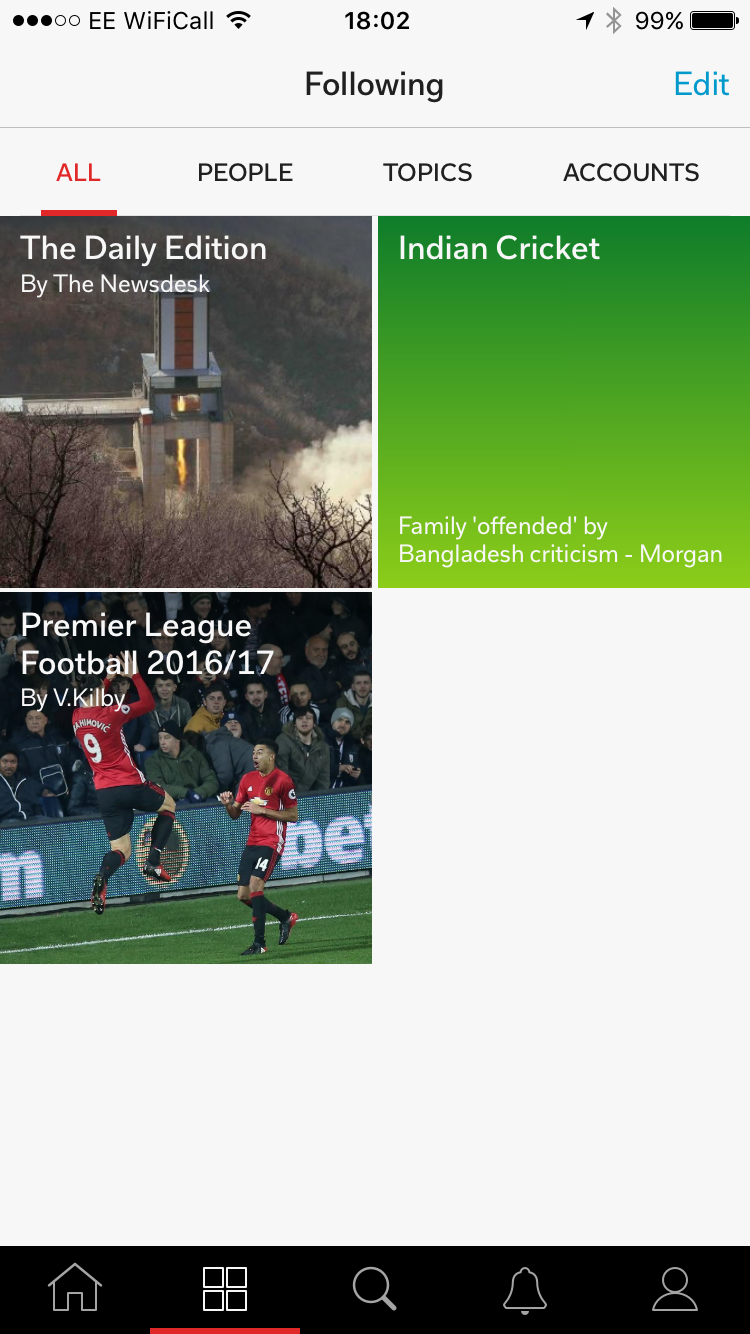 EE WiFiCall 18:02 99%
Following Edit
ALL PEOPLE TOPICS ACCOUNTS
The Daily Edition
By The Newsdesk
Indian Cricket
Family 'offended' by
Bangladesh criticism - Morgan
Premier League
Football 2016/17
By V.Kilby
9
14
m
bet